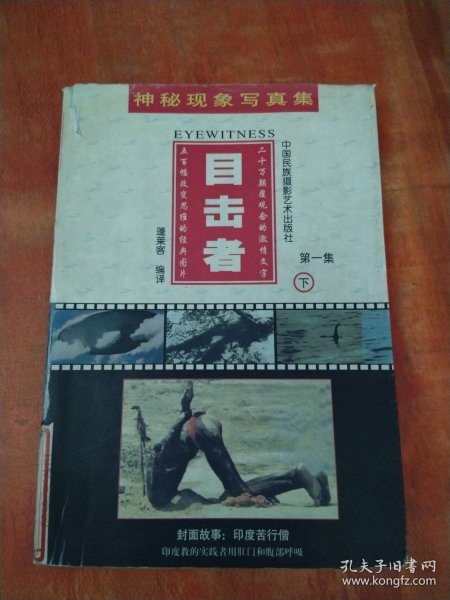 神秘现象写真集
EYEWITNESS
二十万颠覆观念的激情文字
目击者
五百幅改变思维的经典图片
中国民族摄影艺术出版社
蓬莱客 编译
第一集
下
封面故事：印度苦行僧
印度教的实践者用肛门和腹部呼吸
孔夫子旧书网
www.kongfz.com